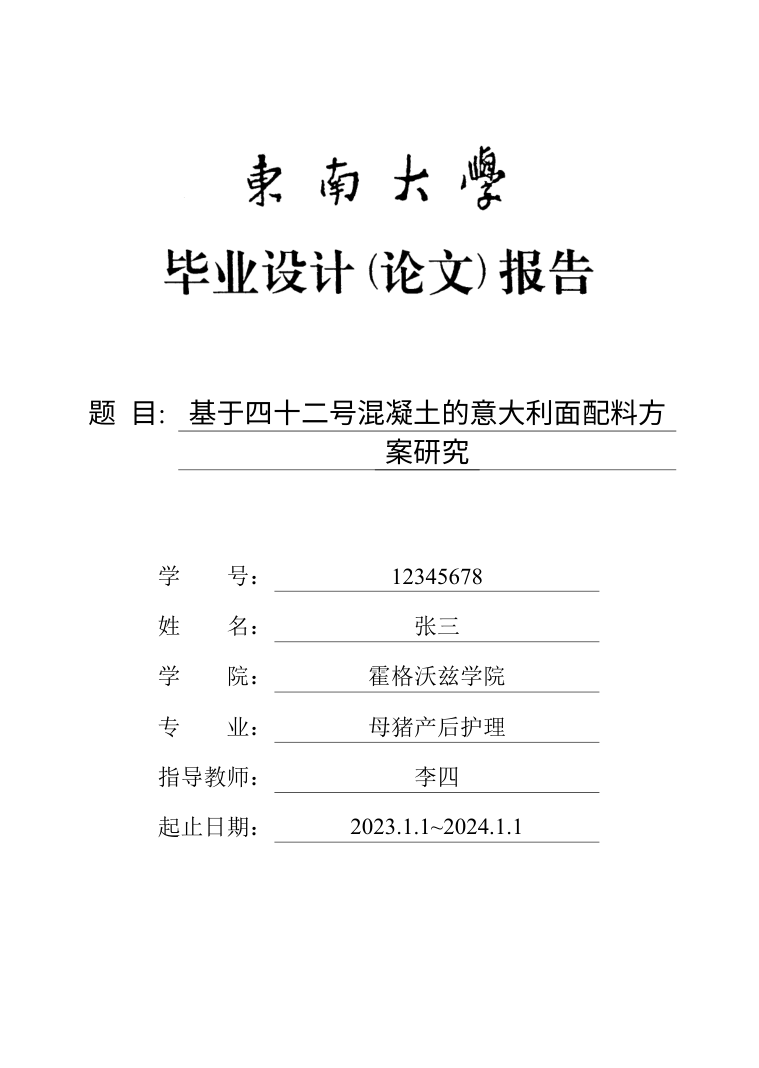 東南大學
毕业设计(论文)报告
题 目: 基于四十二号混凝土的意大利面配料方
案研究
学 号: 12345678
姓 名: 张三
学 院: 霍格沃兹学院
专 业: 母猪产后护理
指导教师: 李四
起止日期: 2023.1.1~2024.1.1